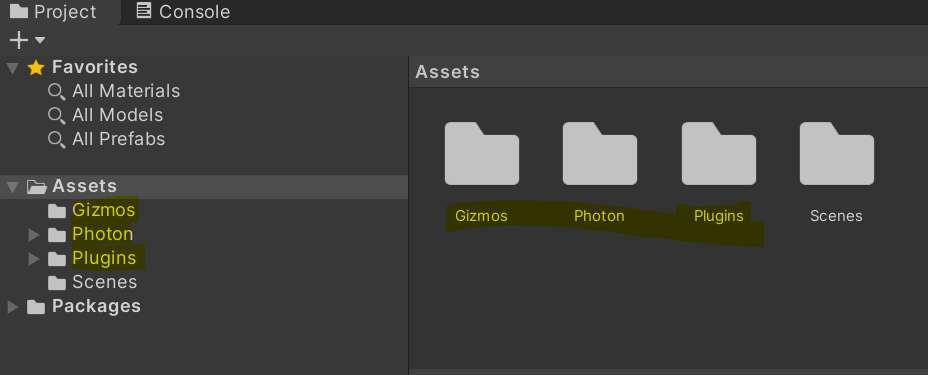 Project
Console
Favorites
All Materials
All Models
All Prefabs
Assets
Gizmos
Photon
Plugins
Scenes
Packages
Assets
Gizmos
Photon
Plugins
Scenes